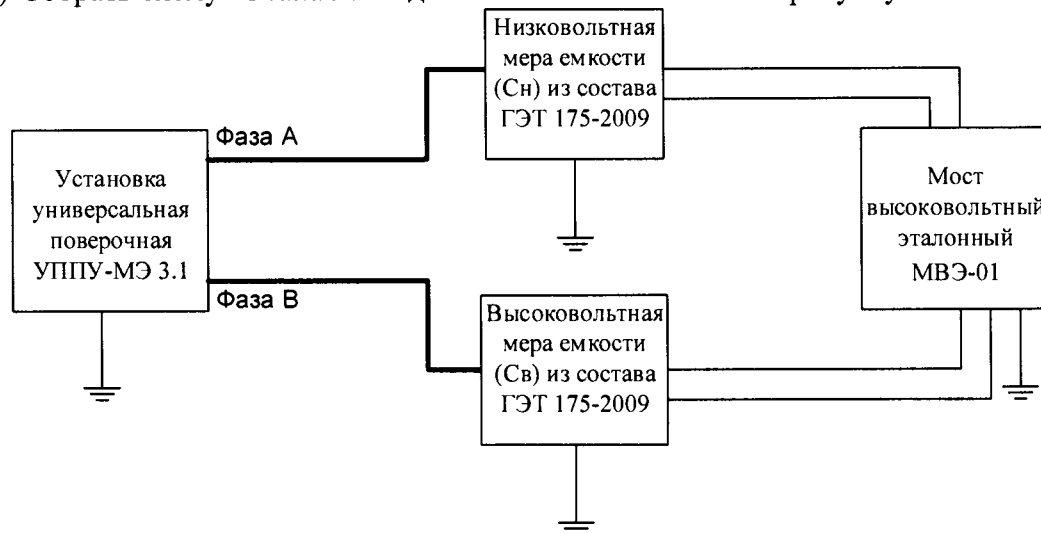 Низковольтная
мера емкости
(Сн) из состава
ГЭТ 175-2009
Фаза А
Установка
универсальная
поверочная
УППУ-МЭ 3.1
Мост
высоковольтный
эталонный
МВЭ-01
Фаза В
Высоковольтная
мера емкости
(Св) из состава
ГЭТ 175-2009